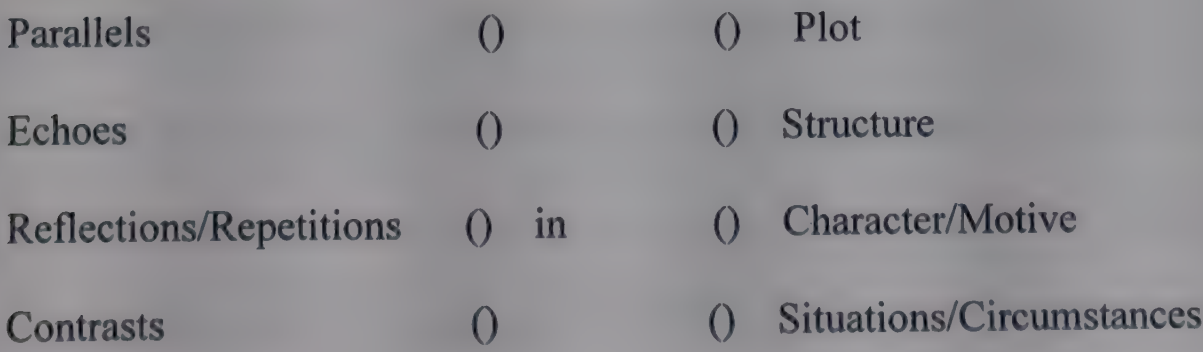 Parallels () () Plot
Echoes () () Structure
Reflections/Repetitions () in () Character/Motive
Contrasts () () Situations/Circumstances